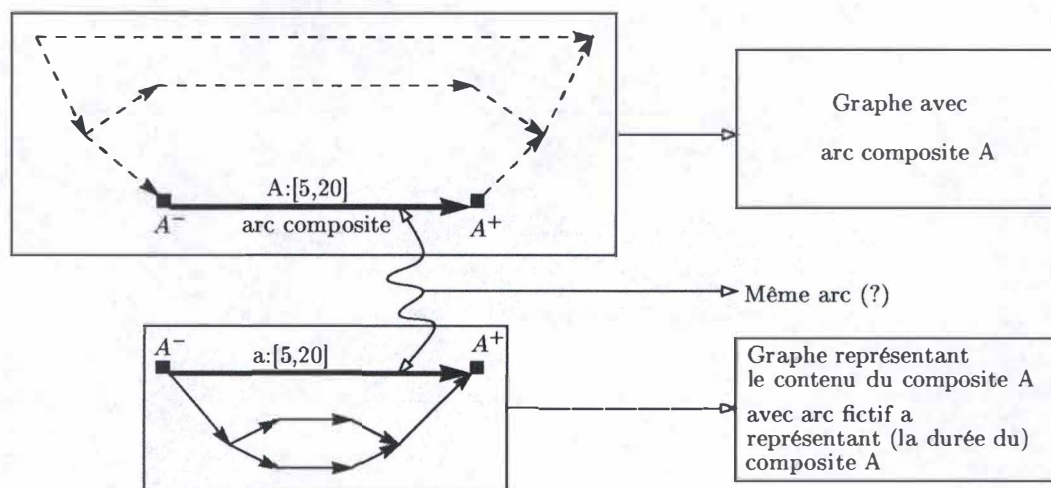 Graphe avec
arc composite A
A:[5,20]
A⁻
arc composite
A⁺
Même arc (?)
A⁻
a:[5,20]
A⁺
Graphe représentant
le contenu du composite A
avec arc fictif a
représentant (la durée du)
composite A